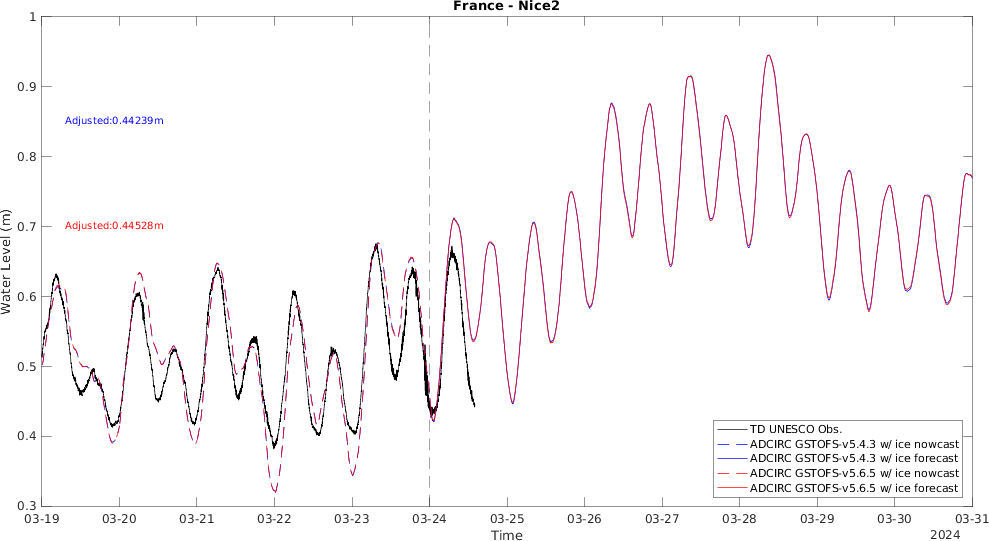 France - Nice2
1
0.9
0.8
0.7
0.6
0.5
0.4
0.3
Water Level (m)
Adjusted:0.44239m
Adjusted:0.44528m
TD UNESCO Obs.
ADCIRC GSTOFS-v5.4.3 w/ ice nowcast
ADCIRC GSTOFS-v5.4.3 w/ ice forecast
ADCIRC GSTOFS-v5.6.5 w/ ice nowcast
ADCIRC GSTOFS-v5.6.5 w/ ice forecast
03-19 03-20 03-21 03-22 03-23 03-24 03-25 03-26 03-27 03-28 03-29 03-30 03-31
Time
2024